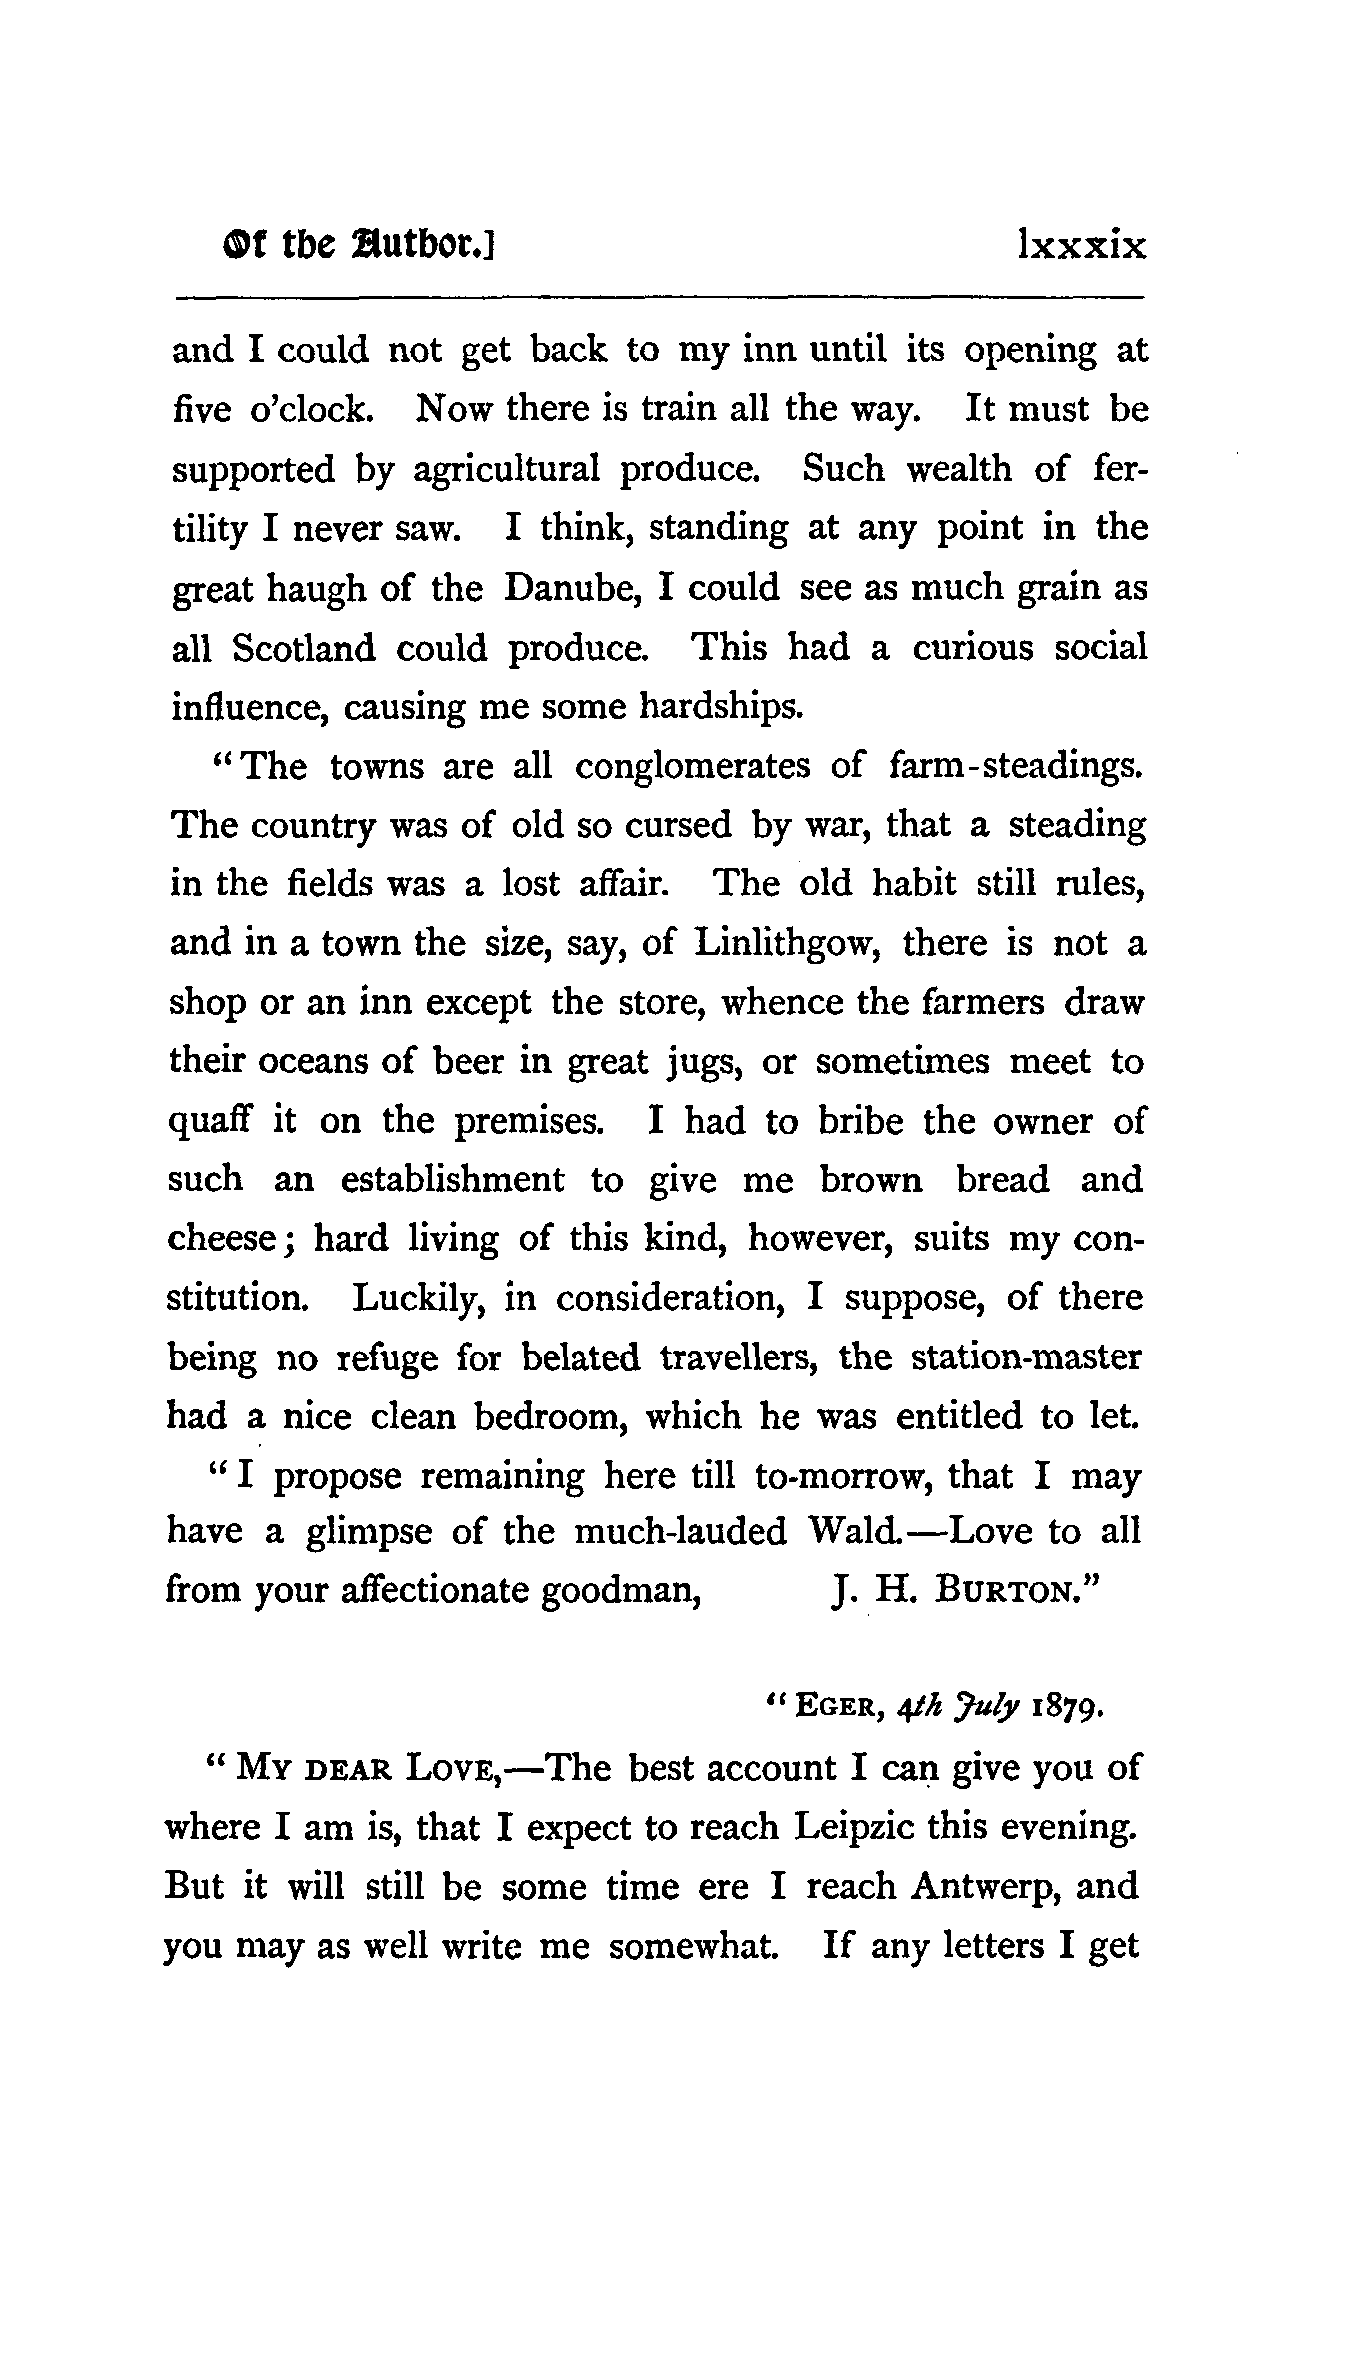 Of the Author.] lxxxix
and I could not get back to my inn until its opening at
five o'clock. Now there is train all the way. It must be
supported by agricultural produce. Such wealth of fer-
tility I never saw. I think, standing at any point in the
great haugh of the Danube, I could see as much grain as
all Scotland could produce. This had a curious social
influence, causing me some hardships.
“The towns are all conglomerates of farm-steadings.
The country was of old so cursed by war, that a steading
in the fields was a lost affair. The old habit still rules,
and in a town the size, say, of Linlithgow, there is not a
shop or an inn except the store, whence the farmers draw
their oceans of beer in great jugs, or sometimes meet to
quaff it on the premises. I had to bribe the owner of
such an establishment to give me brown bread and
cheese; hard living of this kind, however, suits my con-
stitution. Luckily, in consideration, I suppose, of there
being no refuge for belated travellers, the station-master
had a nice clean bedroom, which he was entitled to let.
“I propose remaining here till to-morrow, that I may
have a glimpse of the much-lauded Wald.—Love to all
from your affectionate goodman, J. H. BURTON.”
“EGER, 4th July 1879.
“MY DEAR LOVE,—The best account I can give you of
where I am is, that I expect to reach Leipzic this evening.
But it will still be some time ere I reach Antwerp, and
you may as well write me somewhat. If any letters I get